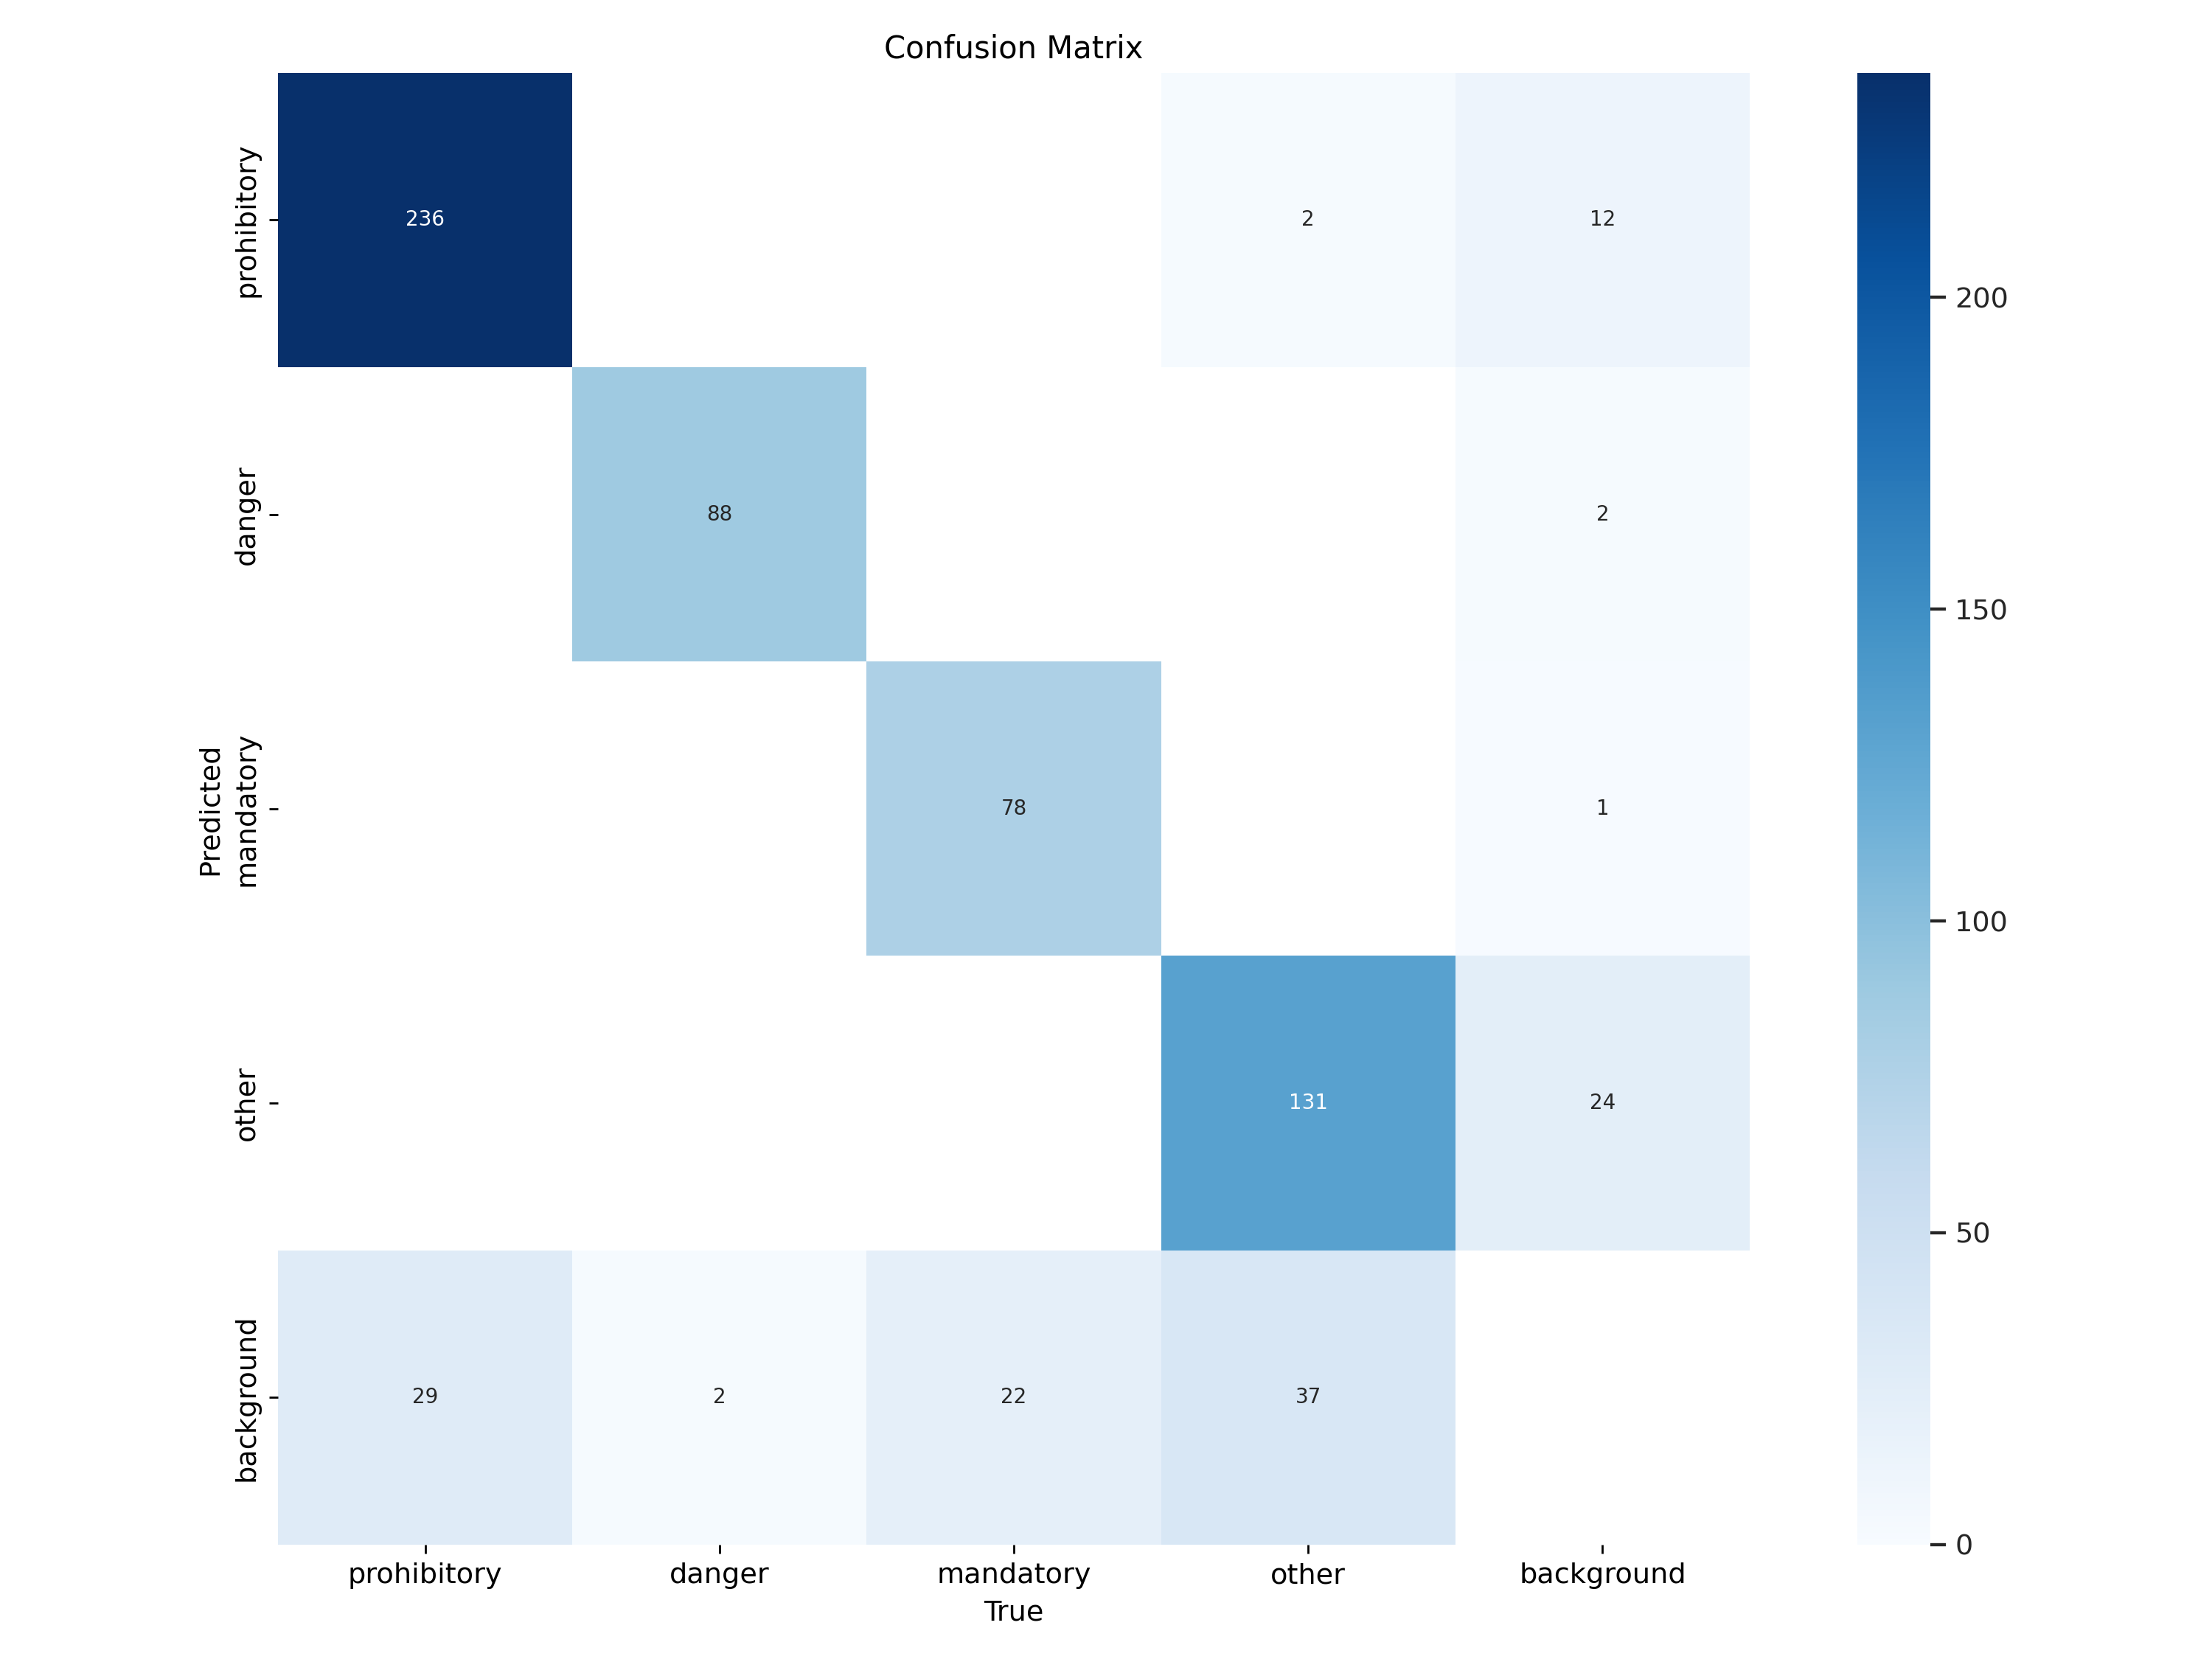 Confusion Matrix
prohibitory
236
2
12
200
danger
88
2
150
Predicted
mandatory
78
1
100
other
131
24
50
background
29
2
22
37
0
prohibitory
danger
mandatory
other
background
True